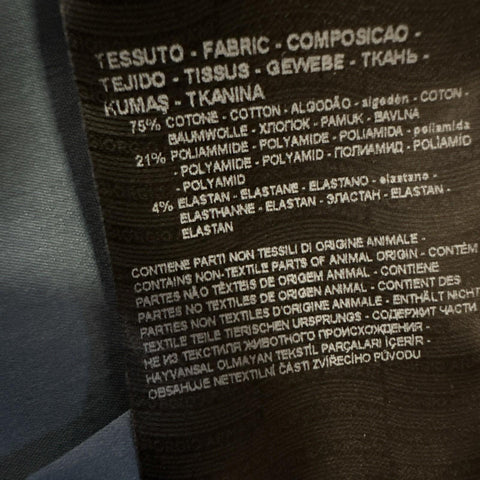 TESSUTO - FABRIC - COMPOSICAO -
TEJIDO - TISSUS - GEWEBE - ТКАНЬ -
KUMAŞ - TKANINA
75% COTONE - COTTON - ALGODÃO - algodón - COTON -
BAUMWOLLE - ХЛОПОК - PAMUK - BAVLNA
21% POLIAMMIDE - POLYAMIDE - POLIAMIDA - poliamida
- POLYAMIDE - POLYAMID - ПОЛИАМИД - POLIAMID
- POLYAMID
4% ELASTAN - ELASTANE - ELASTANO - elastano -
ELASTHANNE - ELASTAN - ЭЛАСТАН - ELASTAN -
ELASTAN
CONTIENE PARTI NON TESSILI DI ORIGINE ANIMALE -
CONTAINS NON-TEXTILE PARTS OF ANIMAL ORIGIN - CONTÉM
PARTES NÃO TÊXTEIS DE ORIGEM ANIMAL - CONTIENE
PARTES NO TEXTILES DE ORIGEN ANIMAL - CONTIENT DES
PARTIES NON TEXTILES D'ORIGINE ANIMALE - ENTHÄLT NICHT
TEXTILE TEILE TIERISCHEN URSPRUNGS - СОДЕРЖИТ ЧАСТИ
НЕ ИЗ ТЕКСТИЛЯ ЖИВОТНОГО ПРОИСХОЖДЕНИЯ -
HAYVANSAL OLMAYAN TEKSTİL PARÇALARI İÇERİR -
OBSAHUJE NETEXTILNÍ ČÁSTI ZVÍŘECÍHO PŮVODU